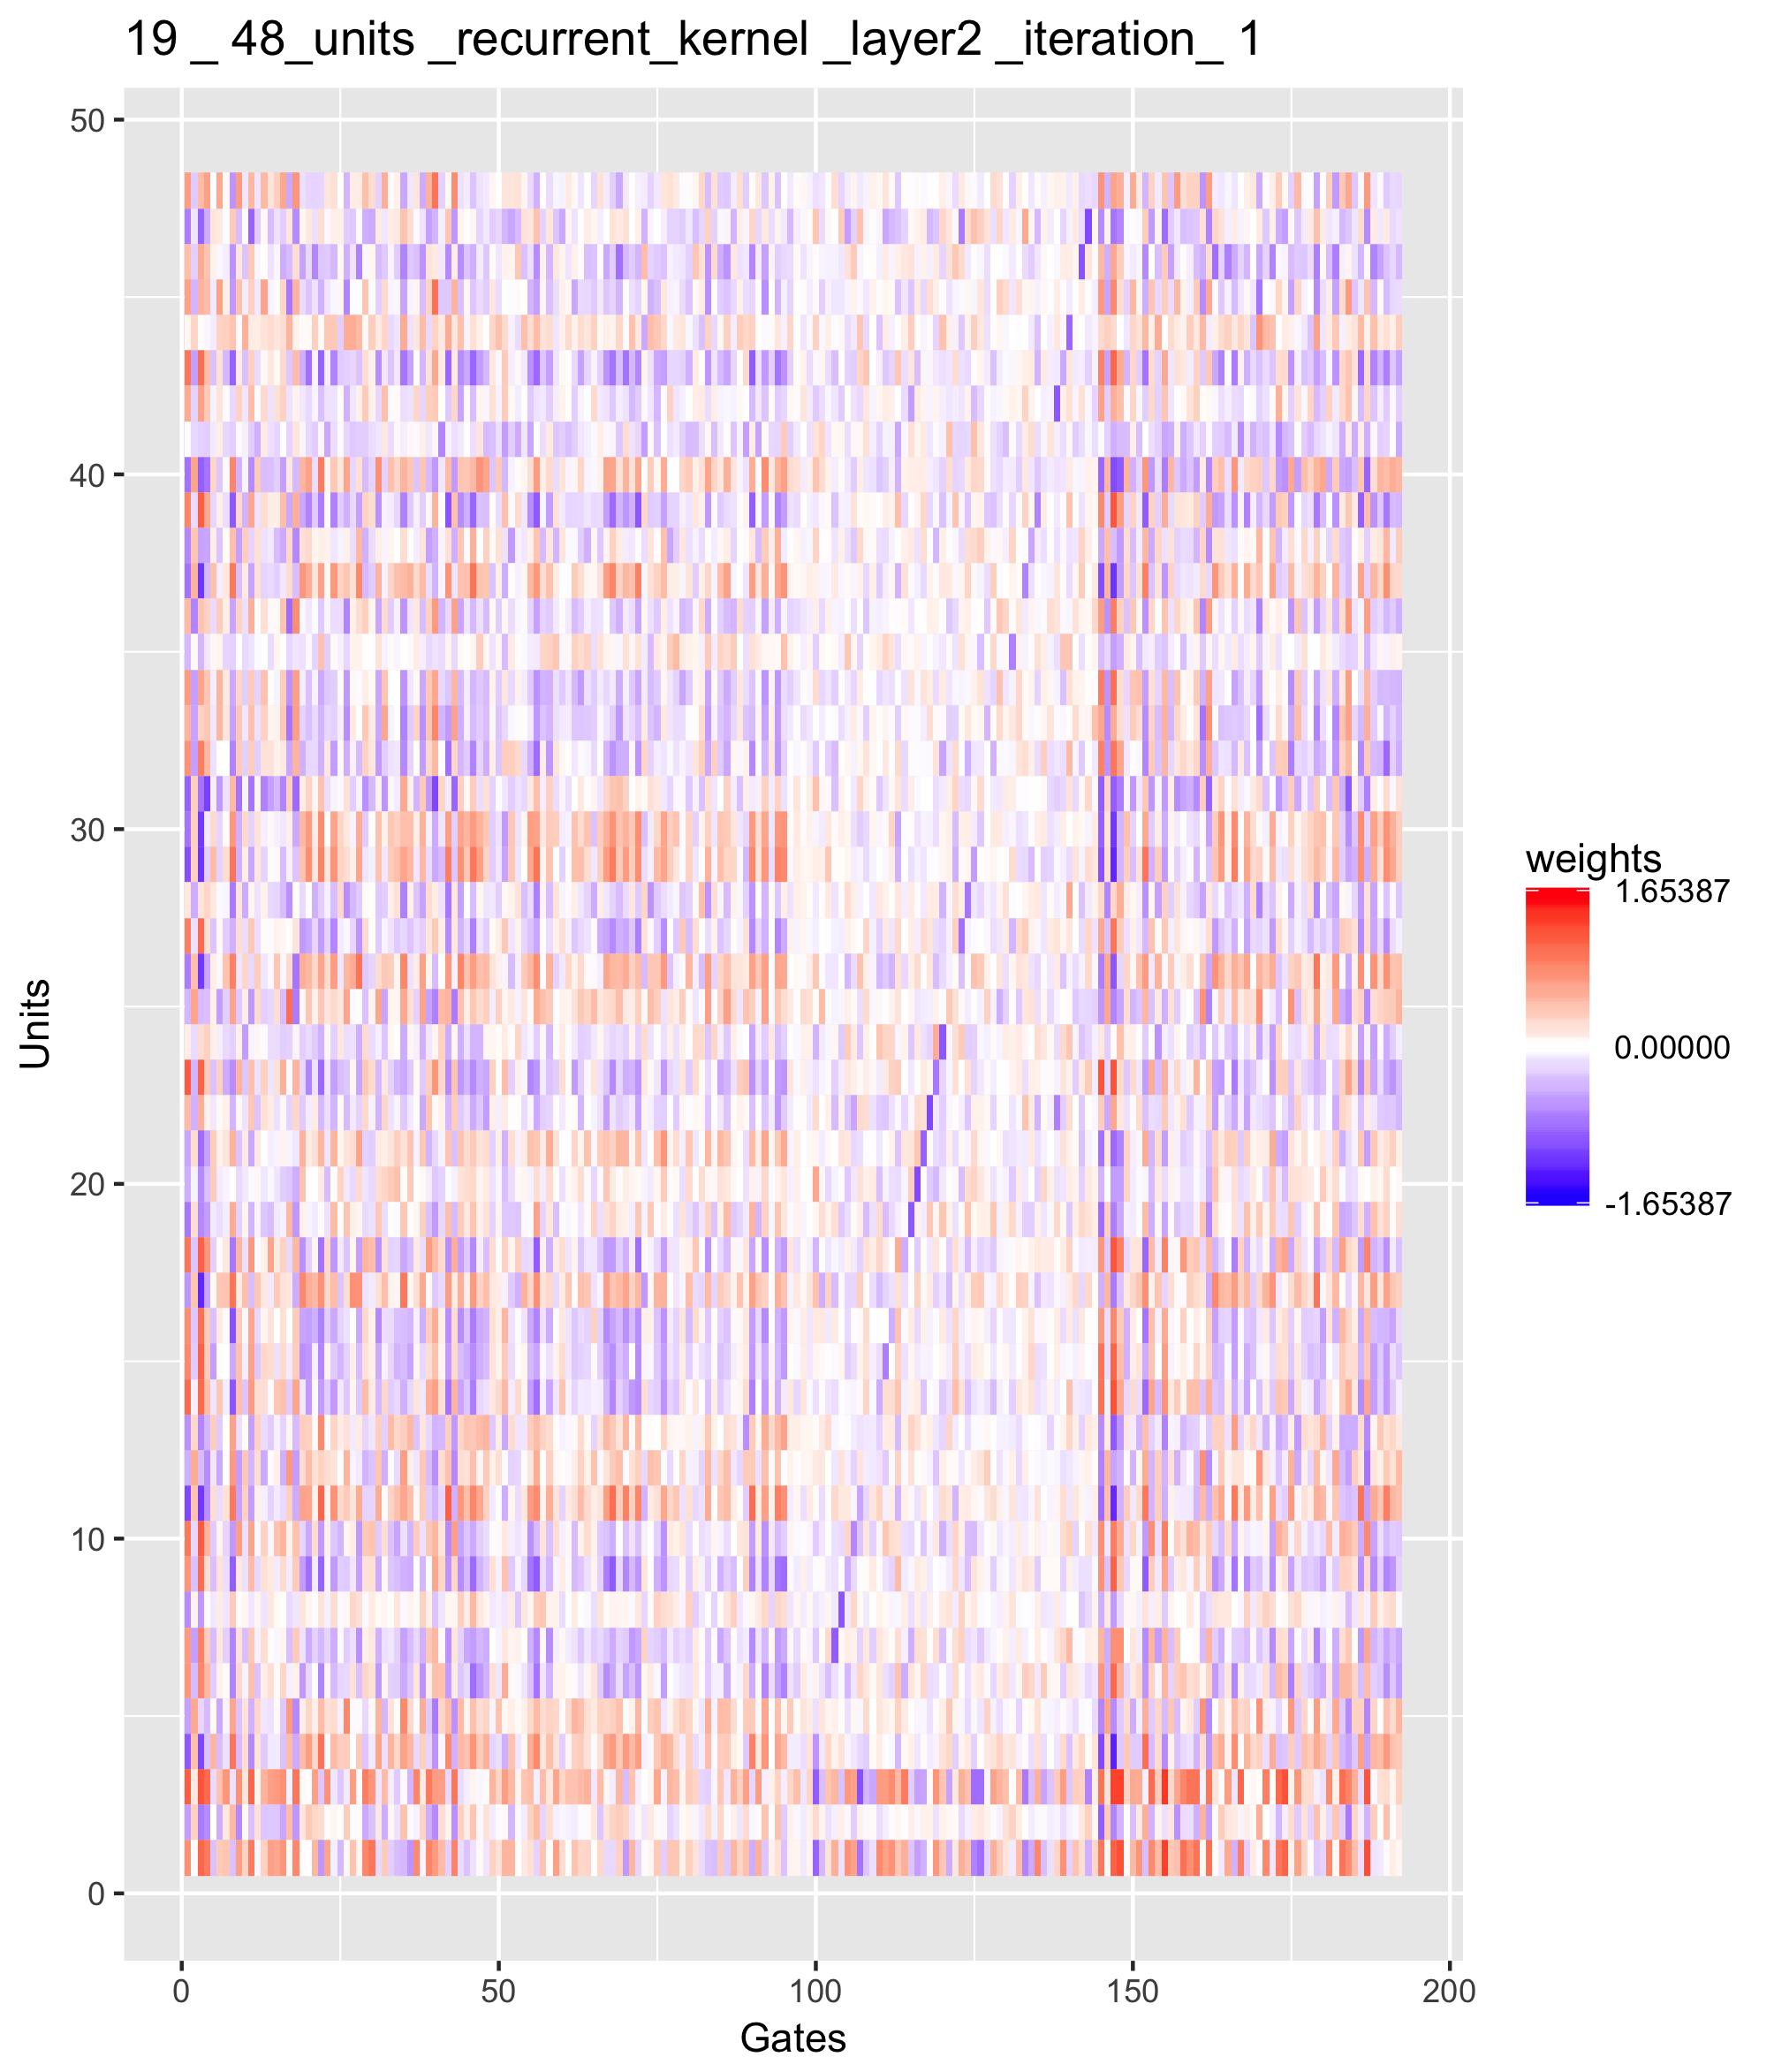 19 _ 48_units _recurrent_kernel _layer2 _iteration_ 1
50
40
30
20
10
0
Units
0 50 100 150 200
Gates
weights
1.65387
0.00000
-1.65387